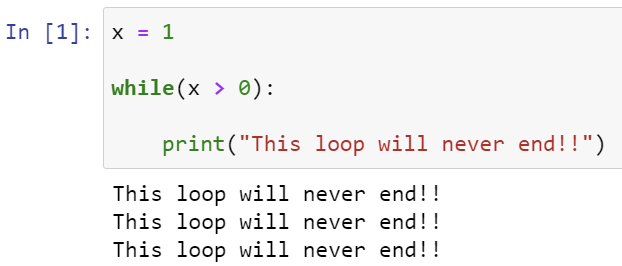 In [1]: x = 1
while(x > 0):
    print("This loop will never end!!")
This loop will never end!!
This loop will never end!!
This loop will never end!!